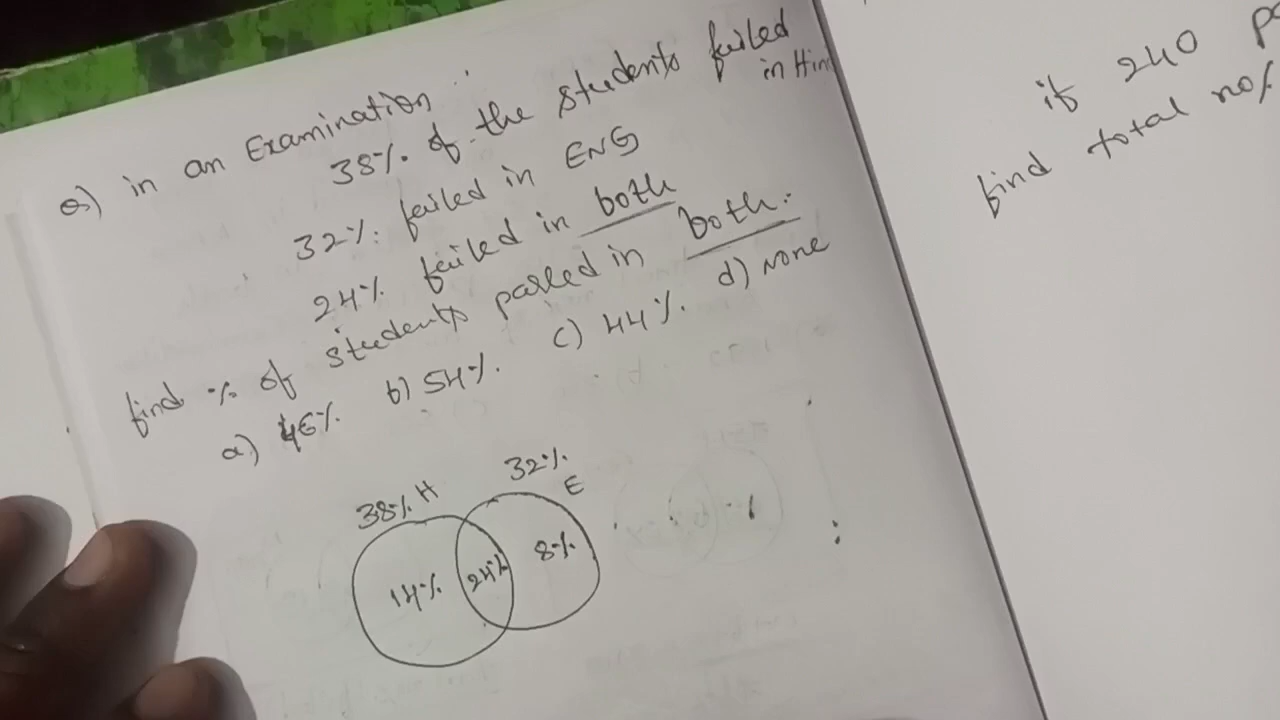 Q) in an Examination
38% of the students failed
in Hin
32% failed in ENG
24% failed in both
find % of students passed in both.
a) 46% b) 54% c) 44% d) none
38% H
32%
E
14%
24%
8%
if 240
find total no/.